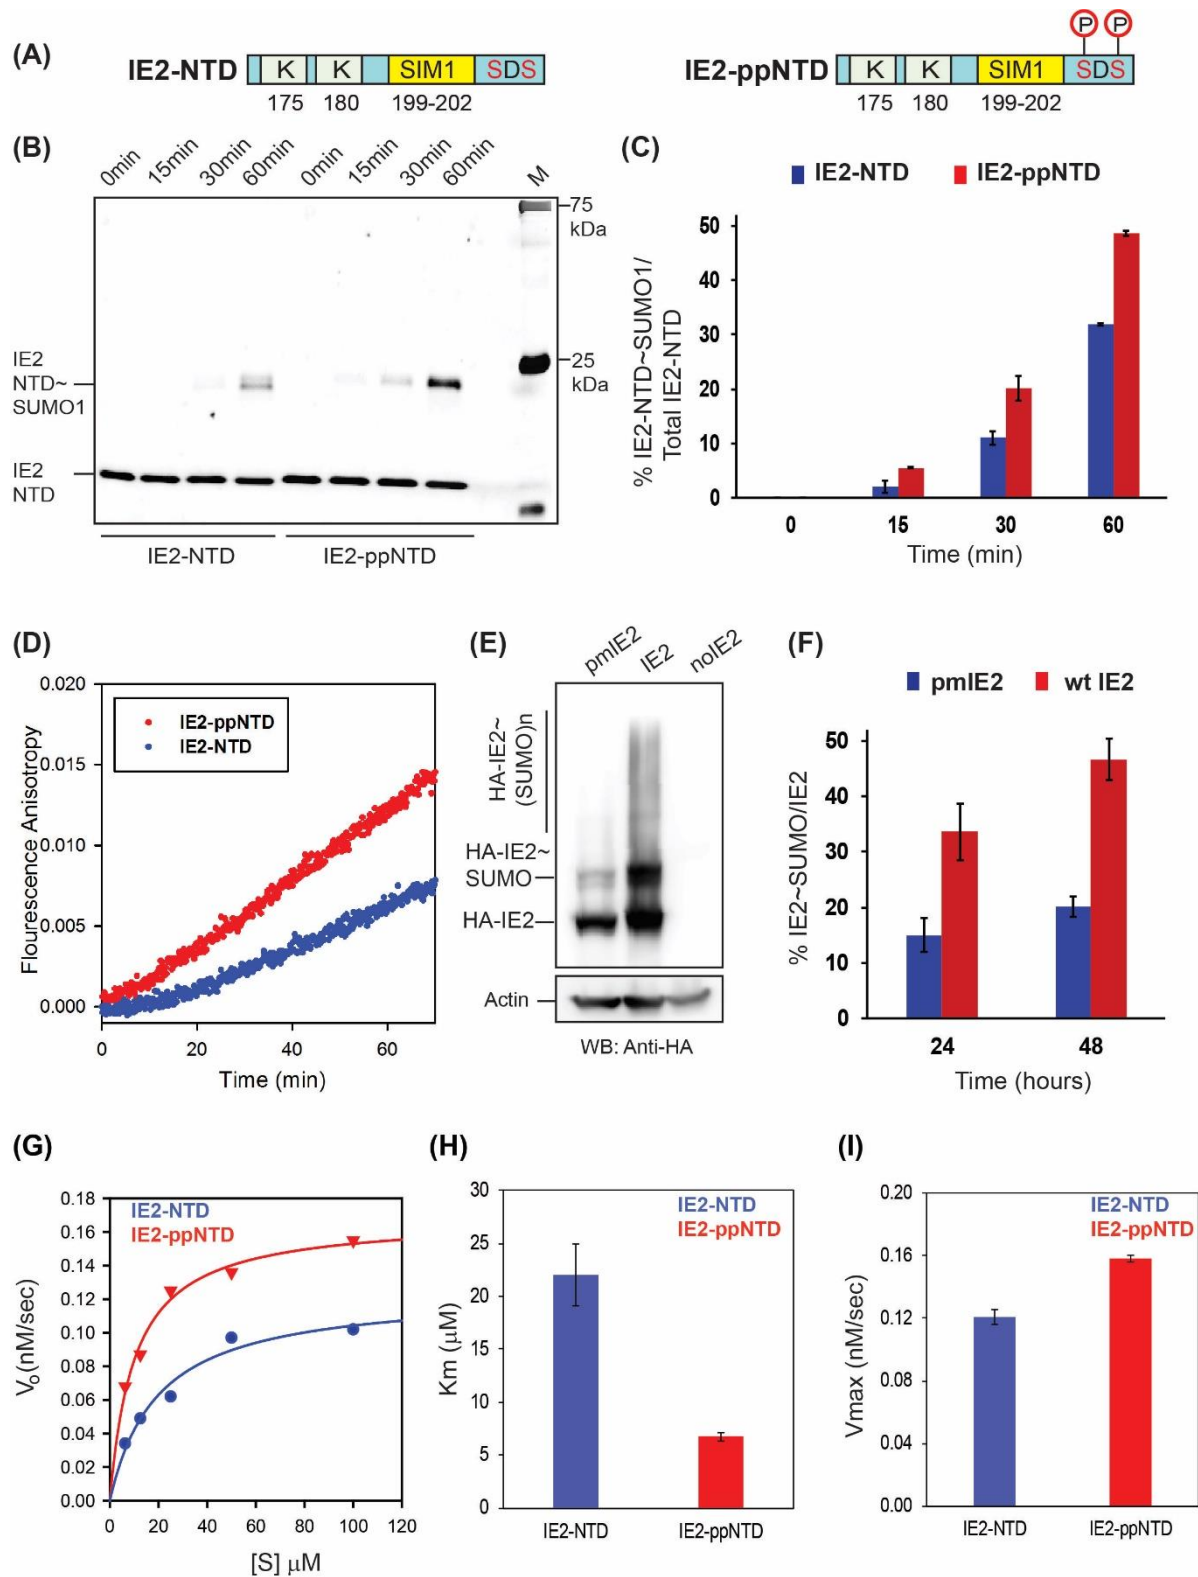 (A)
IE2-NTD
K
K
SIM1
SDS
175
180
199-202
IE2-ppNTD
P
P
K
K
SIM1
SDS
175
180
199-202
(B)
0min
15min
30min
60min
0min
15min
30min
60min
M
75
kDa
25
kDa
IE2
NTD~
SUMO1
IE2
NTD
IE2-NTD
IE2-ppNTD
(C)
IE2-NTD
IE2-ppNTD
% IE2-NTD~SUMO1/
Total IE2-NTD
50
40
30
20
10
0
0
15
30
60
Time (min)
(D)
Flourescence Anisotropy
0.020
0.015
0.010
0.005
0.000
IE2-ppNTD
IE2-NTD
0
20
40
60
Time (min)
(E)
pmIE2
IE2
noIE2
HA-IE2~
(SUMO)n
HA-IE2~
SUMO
HA-IE2
Actin
WB: Anti-HA
(F)
pmIE2
wt IE2
% IE2~SUMO/IE2
50
40
30
20
10
0
24
48
Time (hours)
(G)
IE2-NTD
IE2-ppNTD
Vo(nM/sec)
0.18
0.16
0.14
0.12
0.10
0.08
0.06
0.04
0.02
0.00
0
20
40
60
80
100
120
[S] μM
(H)
IE2-NTD
IE2-ppNTD
Km (μM)
30
25
20
15
10
5
0
IE2-NTD
IE2-ppNTD
(I)
IE2-NTD
IE2-ppNTD
Vmax (nM/sec)
0.20
0.16
0.12
0.08
0.04
0.00
IE2-NTD
IE2-ppNTD